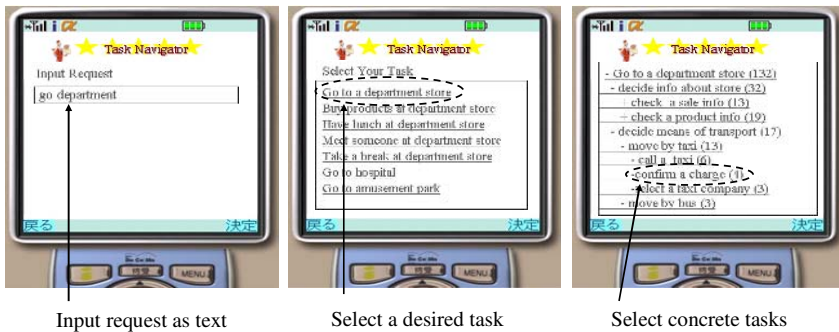 Task Navigator
Input Request
go department
戻る 決定
MENU
Input request as text
Task Navigator
Select Your Task
Go to a department store
Buy products at department store
Have lunch at department store
Meet someone at department store
Take a break at department store
Go to hospital
Go to amusement park
戻る 決定
MENU
Select a desired task
Task Navigator
- Go to a department store (132)
- decide info about store (32)
+ check a sale info (13)
+ check a product info (19)
- decide means of transport (17)
- move by taxi (13)
- call a taxi (6)
-confirm a charge (4)
-select a taxi company (3)
- move by bus (3)
戻る 決定
MENU
Select concrete tasks